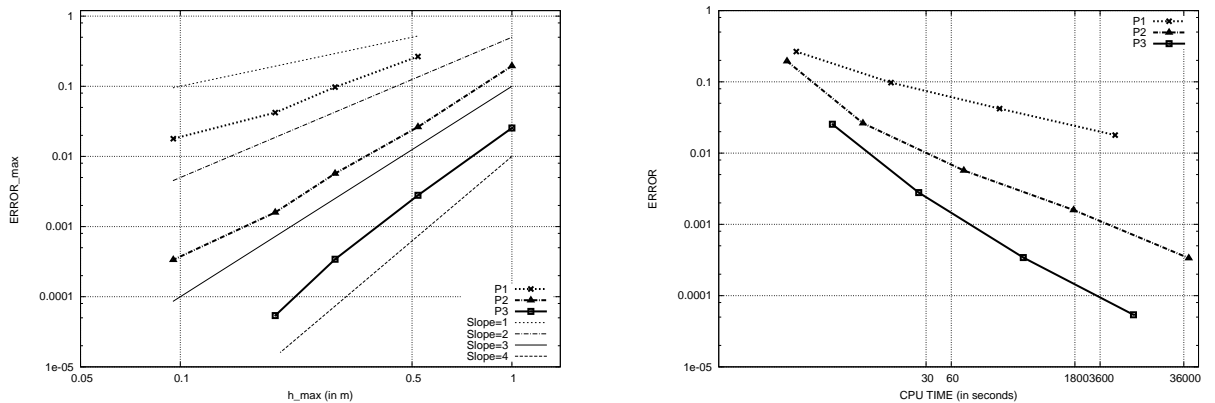 1
0.1
0.01
0.001
0.0001
1e-05
ERROR_max
0.05
0.1
0.5
1
h_max (in m)
P1
P2
P3
Slope=1
Slope=2
Slope=3
Slope=4
1
0.1
0.01
0.001
0.0001
1e-05
ERROR
30
60
1800
3600
36000
CPU TIME (in seconds)
P1
P2
P3